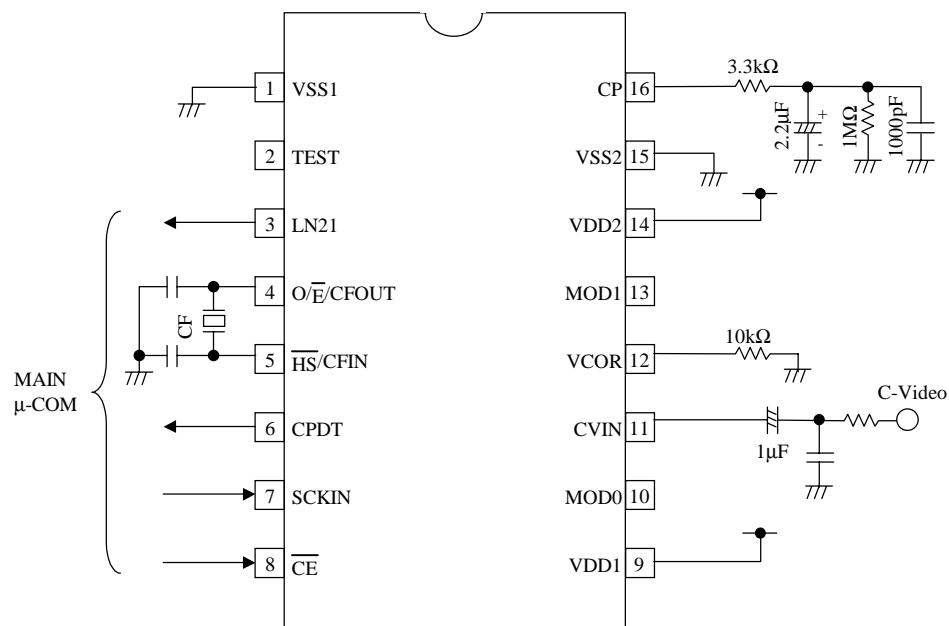 1 VSS1
2 TEST
3 LN21
4 O/E̅/CFOUT
5 H̅S̅/CFIN
6 CPDT
7 SCKIN
8 C̅E̅
CF
MAIN
μ-COM
CP 16
VSS2 15
VDD2 14
MOD1 13
VCOR 12
CVIN 11
MOD0 10
VDD1 9
3.3kΩ
2.2μF
+
-
1MΩ
1000pF
10kΩ
C-Video
1μF